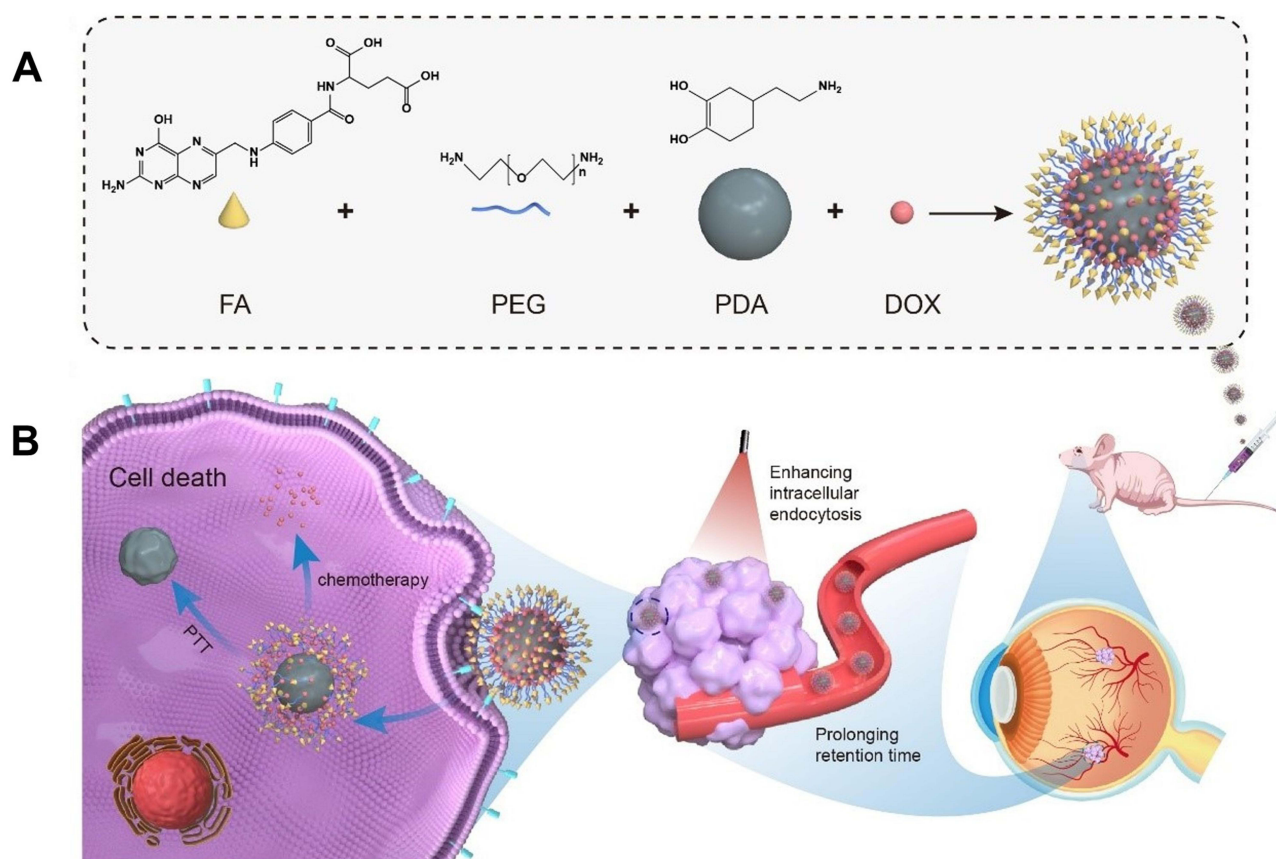 A
O
OH
OH
O
HN
O
OH
N
N
N
H
H₂N
N
N
H₂N
O
n
NH₂
HO
HO
NH₂
+
+
+
FA
PEG
PDA
DOX
B
Cell death
chemotherapy
PTT
Enhancing
intracellular
endocytosis
Prolonging
retention time